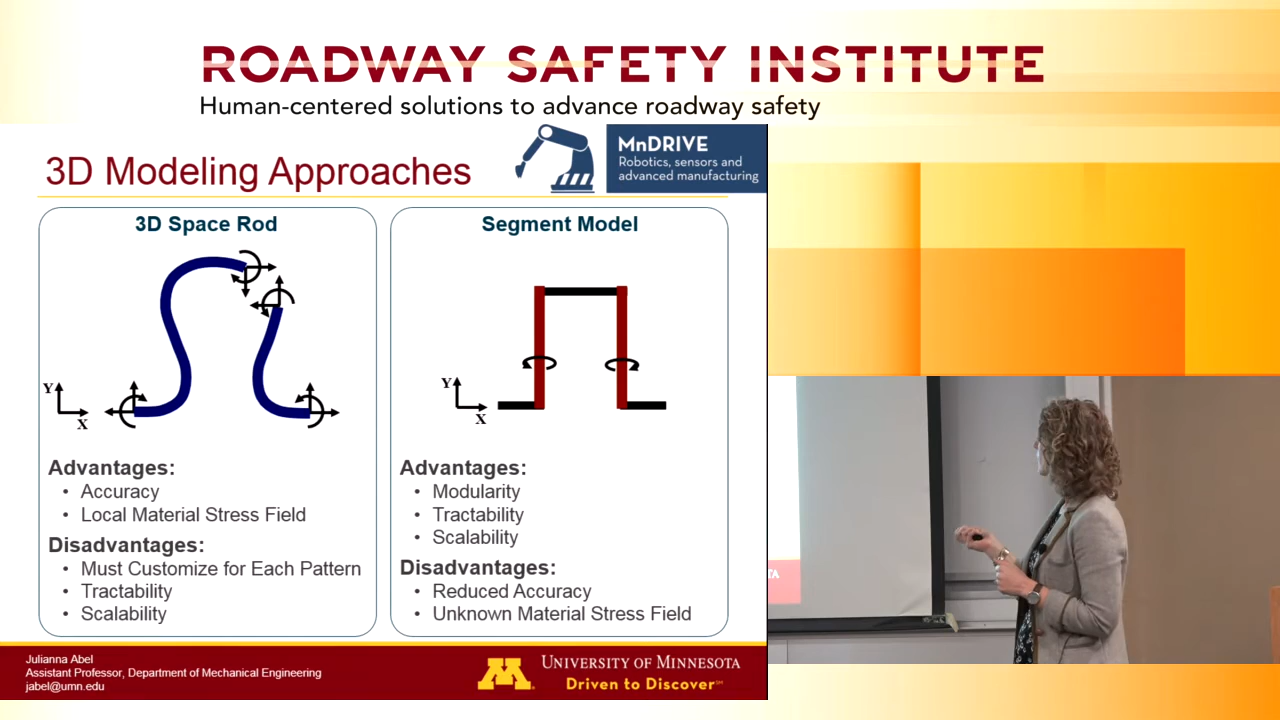 ROADWAY SAFETY INSTITUTE
Human-centered solutions to advance roadway safety
3D Modeling Approaches
MnDRIVE
Robotics, sensors and
advanced manufacturing
3D Space Rod
Y
X
Advantages:
• Accuracy
• Local Material Stress Field
Disadvantages:
• Must Customize for Each Pattern
• Tractability
• Scalability
Segment Model
Y
X
Advantages:
• Modularity
• Tractability
• Scalability
Disadvantages:
• Reduced Accuracy
• Unknown Material Stress Field
Julianna Abel
Assistant Professor, Department of Mechanical Engineering
jabel@umn.edu
M
UNIVERSITY OF MINNESOTA
Driven to Discover℠
TA